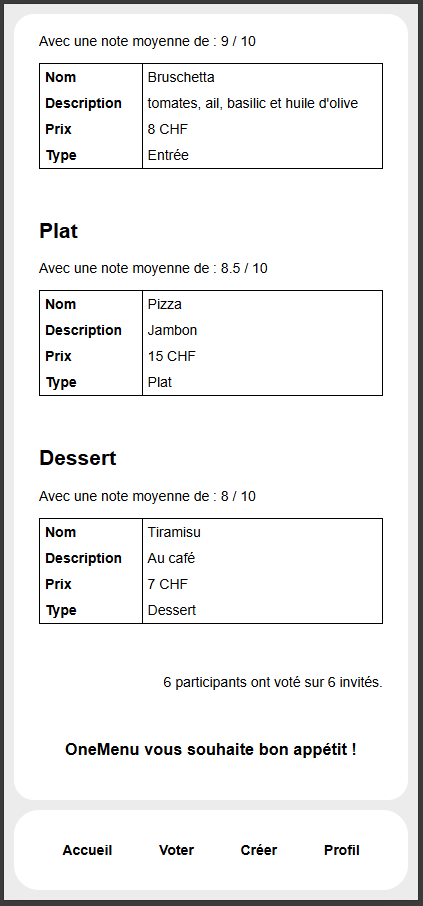 Avec une note moyenne de : 9 / 10
Nom Bruschetta
Description tomates, ail, basilic et huile d'olive
Prix 8 CHF
Type Entrée
Plat
Avec une note moyenne de : 8.5 / 10
Nom Pizza
Description Jambon
Prix 15 CHF
Type Plat
Dessert
Avec une note moyenne de : 8 / 10
Nom Tiramisu
Description Au café
Prix 7 CHF
Type Dessert
6 participants ont voté sur 6 invités.
OneMenu vous souhaite bon appétit !
Accueil Voter Créer Profil